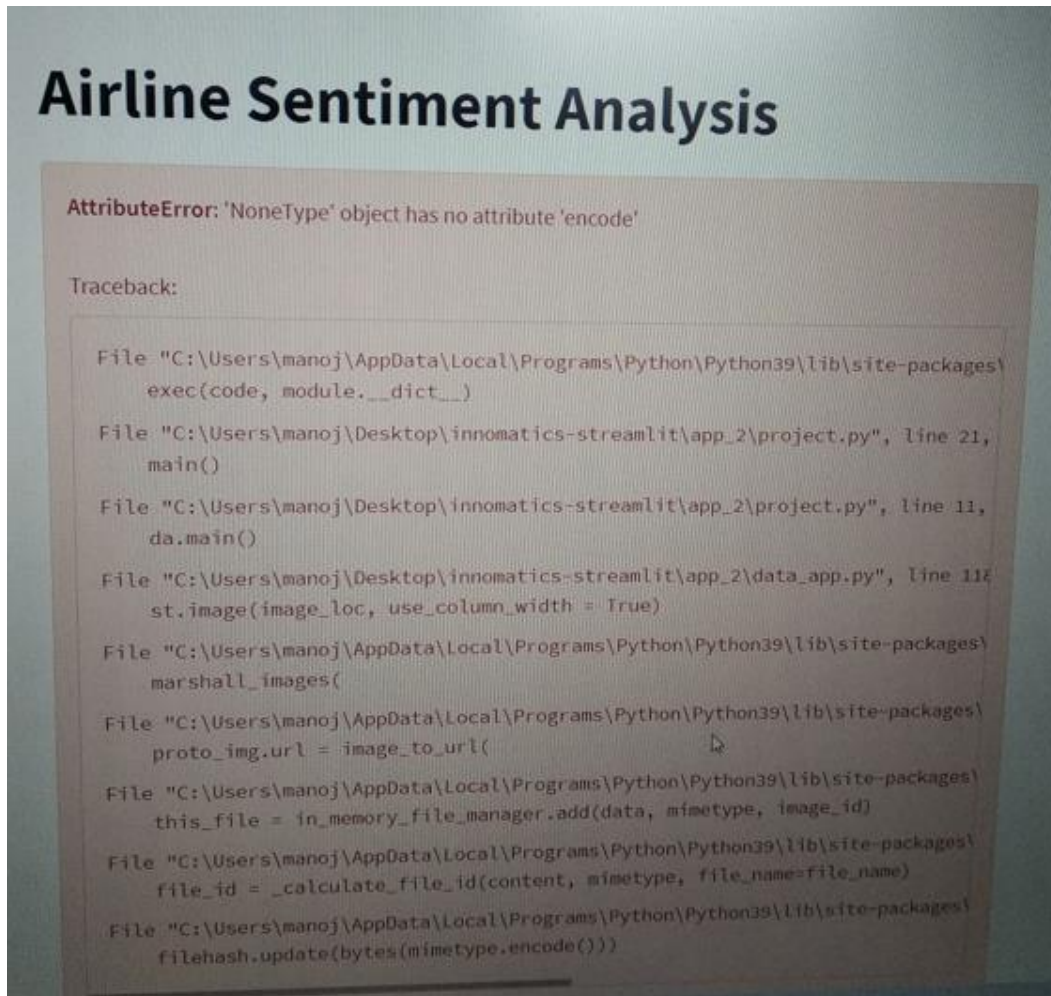 Airline Sentiment Analysis
AttributeError: 'NoneType' object has no attribute 'encode'
Traceback:
File "C:\Users\manoj\AppData\Local\Programs\Python\Python39\lib\site-packages\
exec(code, module.__dict__)
File "C:\Users\manoj\Desktop\innomatics-streamlit\app_2\project.py", line 21,
main()
File "C:\Users\manoj\Desktop\innomatics-streamlit\app_2\project.py", line 11,
da.main()
File "C:\Users\manoj\Desktop\innomatics-streamlit\app_2\data_app.py", line
st.image(image_loc, use_column_width = True)
File "C:\Users\manoj\AppData\Local\Programs\Python\Python39\lib\site-packages\
marshall_images(
File "C:\Users\manoj\AppData\Local\Programs\Python\Python39\lib\site-packages\
proto_img.url = image_to_url(
File "C:\Users\manoj\AppData\Local\Programs\Python\Python39\lib\site-packages\
this_file = in_memory_file_manager.add(data, mimetype, image_id)
File "C:\Users\manoj\AppData\Local\Programs\Python\Python39\lib\site-packages\
file_id = _calculate_file_id(content, mimetype, file_name=file_name)
File "C:\Users\manoj\AppData\Local\Programs\Python\Python39\lib\site-packages\
filehash.update(bytes(mimetype.encode()))